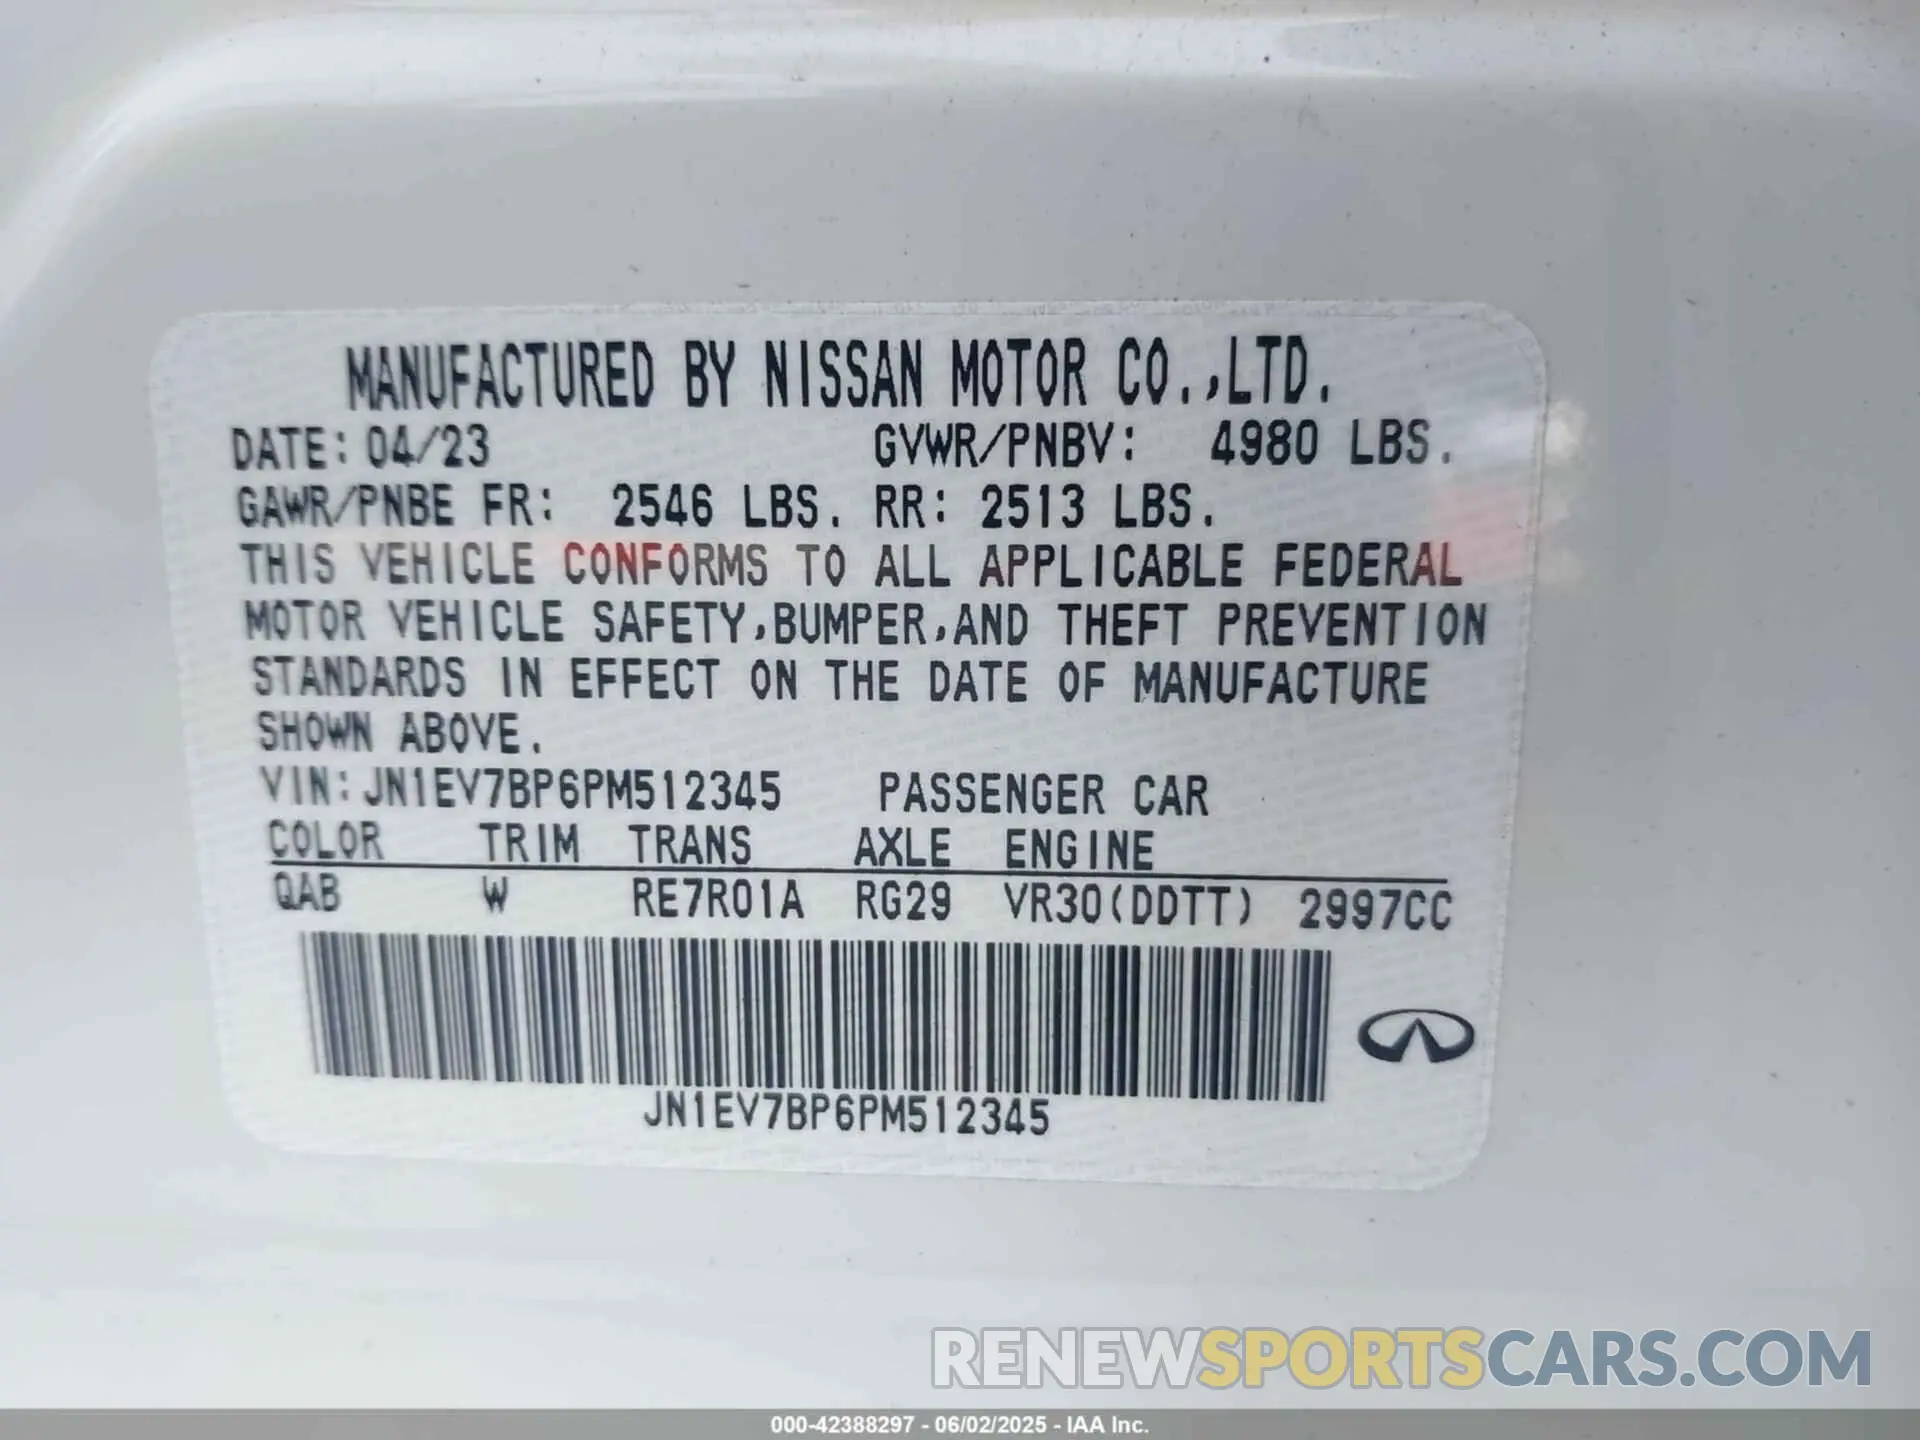 MANUFACTURED BY NISSAN MOTOR CO.,LTD.
DATE: 04/23 GVWR/PNBV: 4980 LBS.
GAWR/PNBE FR: 2546 LBS. RR: 2513 LBS.
THIS VEHICLE CONFORMS TO ALL APPLICABLE FEDERAL
MOTOR VEHICLE SAFETY,BUMPER,AND THEFT PREVENTION
STANDARDS IN EFFECT ON THE DATE OF MANUFACTURE
SHOWN ABOVE.
VIN:JN1EV7BP6PM512345 PASSENGER CAR
COLOR TRIM TRANS AXLE ENGINE
QAB W RE7R01A RG29 VR30(DDTT) 2997CC
JN1EV7BP6PM512345
RENEWSPORTSCARS.COM
000-42388297 - 06/02/2025 - IAA Inc.